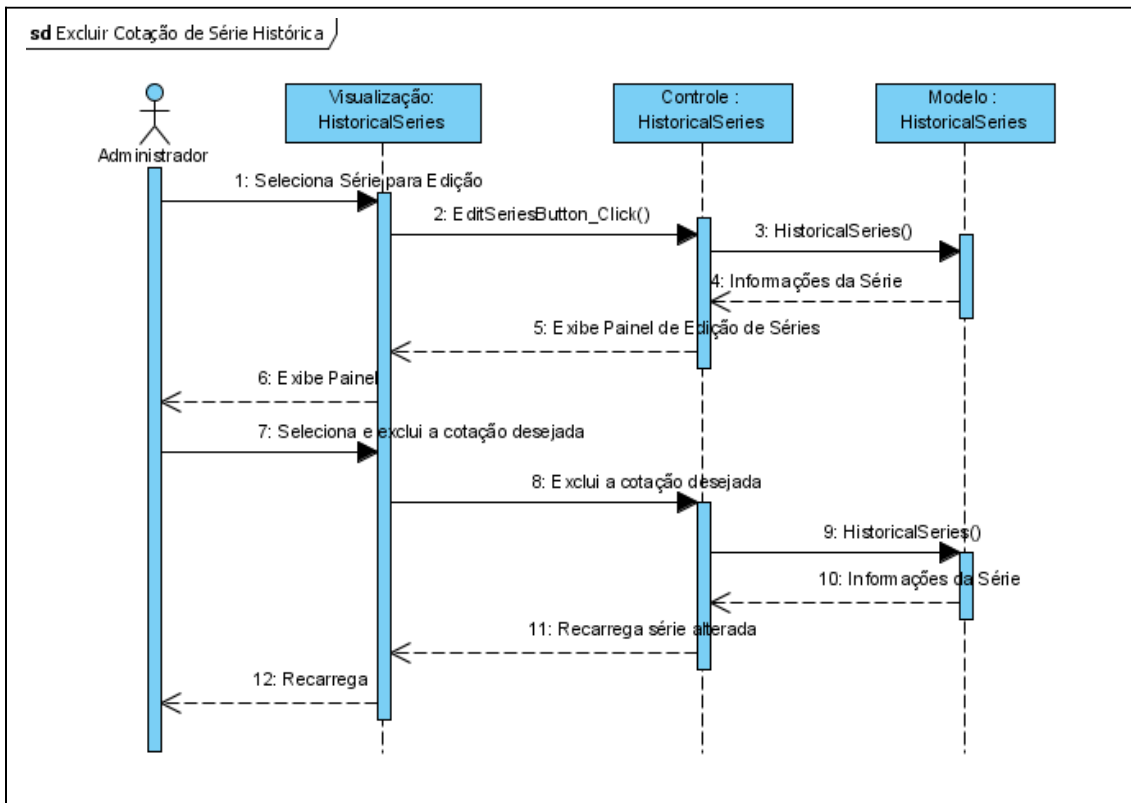 sd Excluir Cotação de Série Histórica
Administrador
Visualização:
HistoricalSeries
Controle :
HistoricalSeries
Modelo :
HistoricalSeries
1: Seleciona Série para Edição
2: EditSeriesButton_Click()
3: HistoricalSeries()
4: Informações da Série
5: Exibe Painel de Edição de Séries
6: Exibe Painel
7: Seleciona e exclui a cotação desejada
8: Exclui a cotação desejada
9: HistoricalSeries()
10: Informações da Série
11: Recarrega série alterada
12: Recarrega